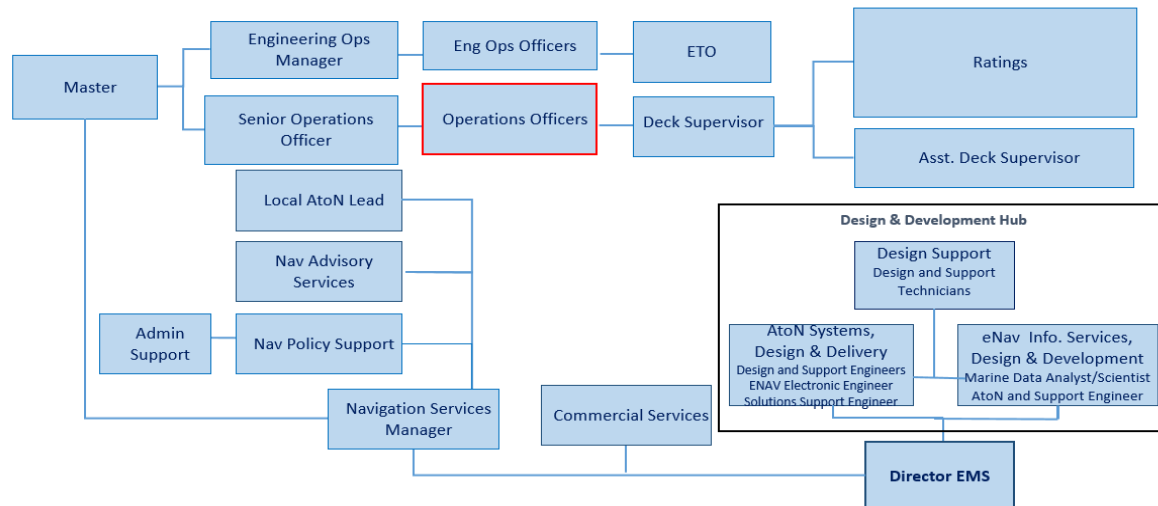 Master
Engineering Ops
Manager
Eng Ops Officers
ETO
Ratings
Senior Operations
Officer
Operations Officers
Deck Supervisor
Asst. Deck Supervisor
Local AtoN Lead
Nav Advisory
Services
Admin
Support
Nav Policy Support
Navigation Services
Manager
Commercial Services
Design & Development Hub
Design Support
Design and Support
Technicians
AtoN Systems,
Design & Delivery
Design and Support Engineers
ENAV Electronic Engineer
Solutions Support Engineer
eNav Info. Services,
Design & Development
Marine Data Analyst/Scientist
AtoN and Support Engineer
Director EMS